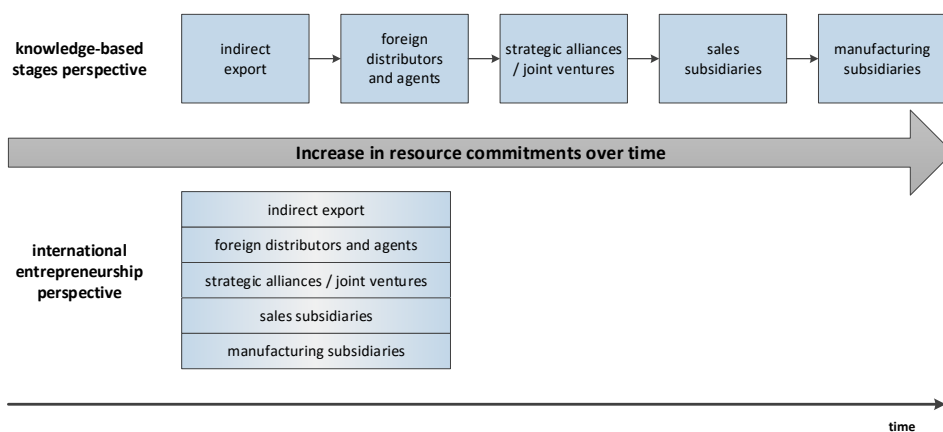 knowledge-based
stages perspective
indirect
export
foreign
distributors
and agents
strategic alliances
/ joint ventures
sales
subsidiaries
manufacturing
subsidiaries
Increase in resource commitments over time
international
entrepreneurship
perspective
indirect export
foreign distributors and agents
strategic alliances / joint ventures
sales subsidiaries
manufacturing subsidiaries
time